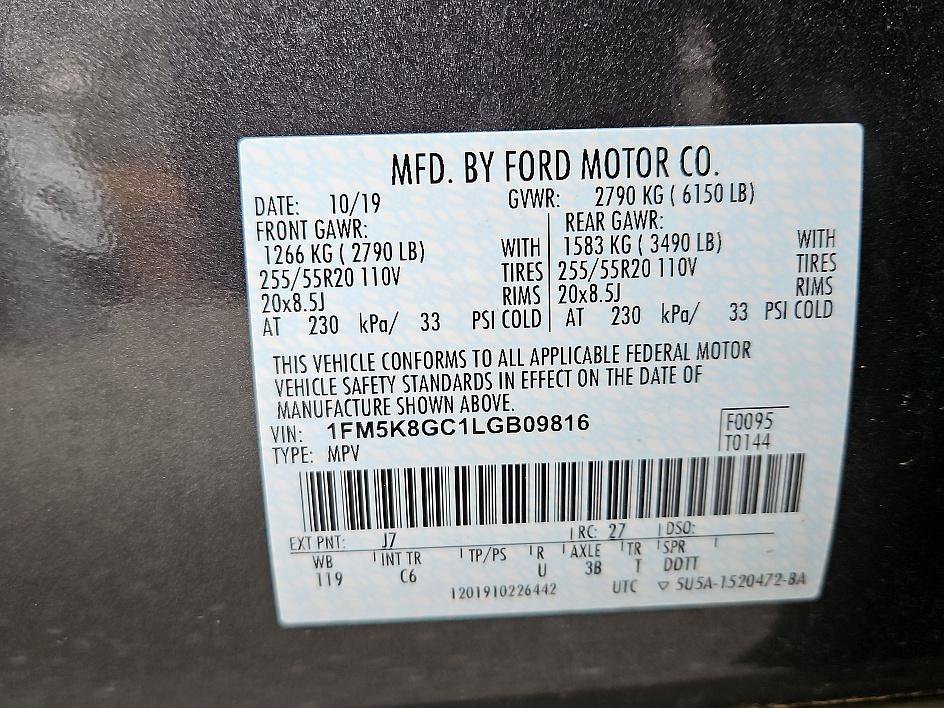 MFD. BY FORD MOTOR CO.
DATE: 10/19 GVWR: 2790 KG ( 6150 LB)
FRONT GAWR: REAR GAWR:
1266 KG ( 2790 LB) WITH 1583 KG ( 3490 LB) WITH
255/55R20 110V TIRES 255/55R20 110V TIRES
20x8.5J RIMS 20x8.5J RIMS
AT 230 kPa/ 33 PSI COLD AT 230 kPa/ 33 PSI COLD
THIS VEHICLE CONFORMS TO ALL APPLICABLE FEDERAL MOTOR
VEHICLE SAFETY STANDARDS IN EFFECT ON THE DATE OF
MANUFACTURE SHOWN ABOVE.
VIN: 1FM5K8GC1LGB09816 F0095
TYPE: MPV T0144
EXT PNT: J7 RC: 27 DSO:
WB INT TR TP/PS R AXLE TR SPR
119 C6 U 3B T DDTT
1201910226442 UTC ▽ 5U5A-1520472-BA